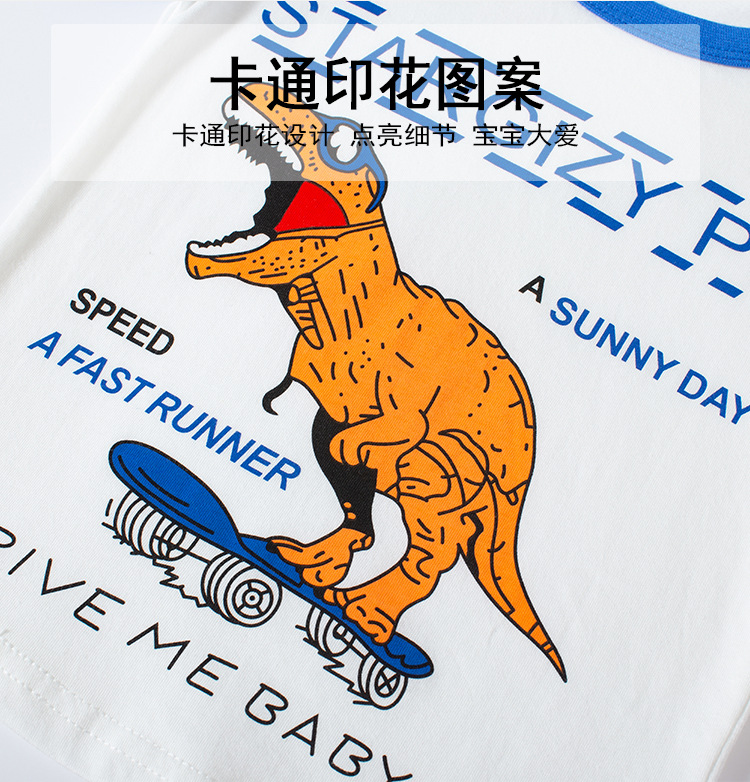 卡通印花图案
卡通印花设计 点亮细节 宝宝大爱
A SUNNY DAY
SPEED
A FAST RUNNER
ME BABY